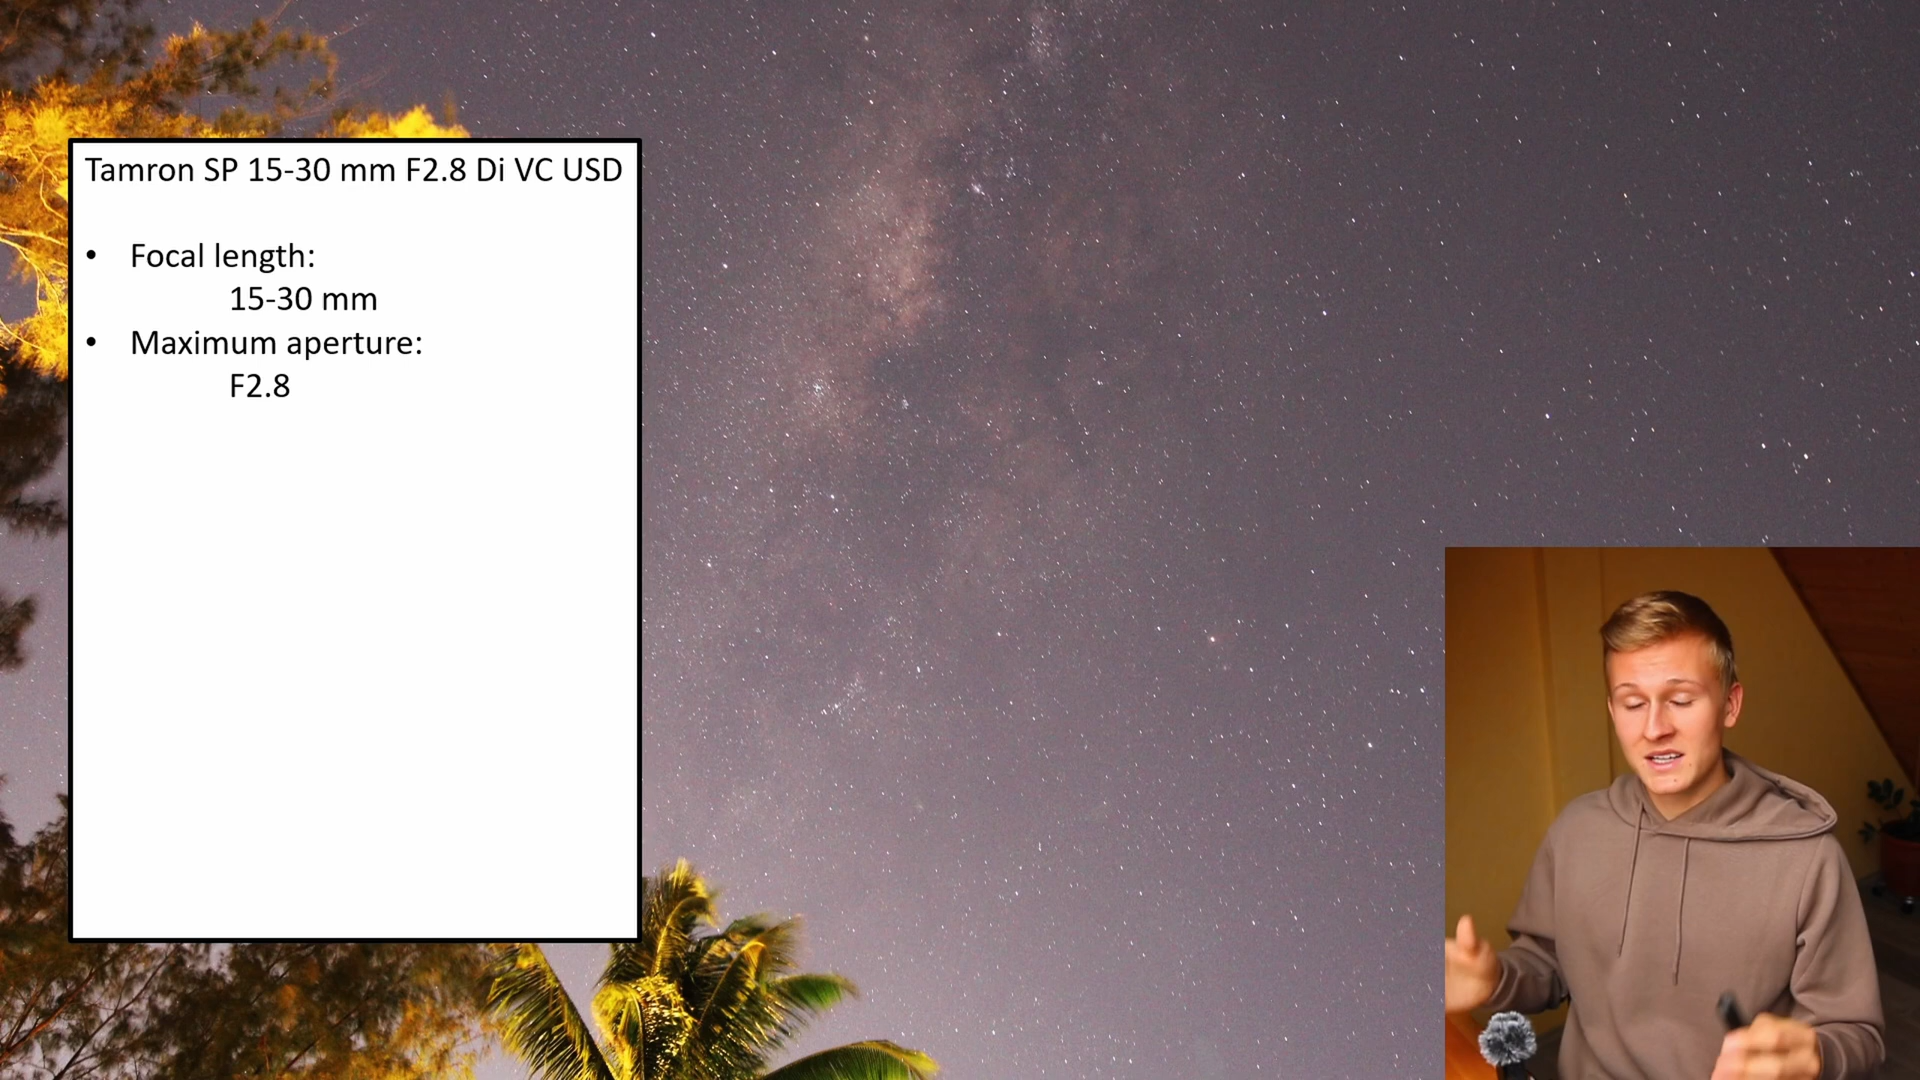 Tamron SP 15-30 mm F2.8 Di VC USD
• Focal length:
15-30 mm
• Maximum aperture:
F2.8